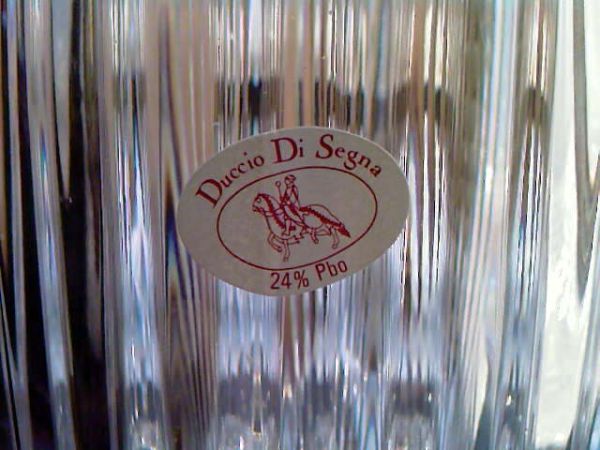 Duccio Di Segna
24% Pbo